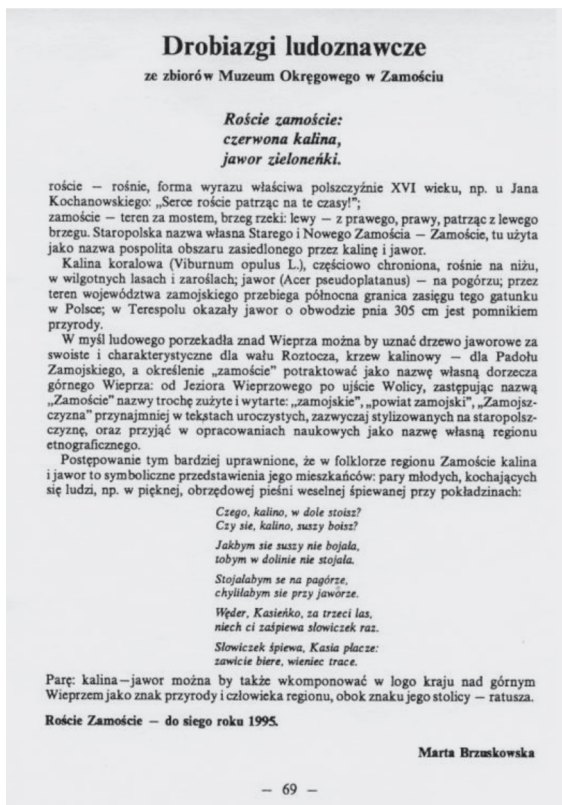 Drobiazgi ludoznawcze
ze zbiorów Muzeum Okręgowego w Zamościu
Roście zamoście:
czerwona kalina,
jawor zieloneńki.
roście — rośnie, forma wyrazu właściwa polszczyźnie XVI wieku, np. u Jana
Kochanowskiego: „Serce roście patrząc na te czasy!”;
zamoście — teren za mostem, brzeg rzeki: lewy — z prawego, prawy, patrząc z lewego
brzegu. Staropolska nazwa własna Starego i Nowego Zamościa — Zamoście, tu użyta
jako nazwa pospolita obszaru zasiedlonego przez kalinę i jawor.
Kalina koralowa (Viburnum opulus L.), częściowo chroniona, rośnie na niżu,
w wilgotnych lasach i zaroślach; jawor (Acer pseudoplatanus) — na pogórzu; przez
teren województwa zamojskiego przebiega północna granica zasięgu tego gatunku
w Polsce; w Terespolu okazały jawor o obwodzie pnia 305 cm jest pomnikiem
przyrody.
W myśl ludowego porzekadła znad Wieprza można by uznać drzewo jaworowe za
swoiste i charakterystyczne dla wału Roztocza, krzew kalinowy — dla Padołu
Zamojskiego, a określenie „zamoście” potraktować jako nazwę własną dorzecza
górnego Wieprza: od Jeziora Wieprzowego po ujście Wolicy, zastępując nazwą
„Zamoście” nazwy trochę zużyte i wytarte: „zamojskie”, „powiat zamojski”, „Zamojsz-
czyzna” przynajmniej w tekstach uroczystych, zazwyczaj stylizowanych na staropolsz-
czyznę, oraz przyjąć w opracowaniach naukowych jako nazwę własną regionu
etnograficznego.
Postępowanie tym bardziej uprawnione, że w folklorze regionu Zamoście kalina
i jawor to symboliczne przedstawienia jego mieszkańców: pary młodych, kochających
się ludzi, np. w pięknej, obrzędowej pieśni weselnej śpiewanej przy pokładzinach:
Czego, kalino, w dole stoisz?
Czy sie, kalino, suszy boisz?
Jakbym sie suszy nie bojała,
tobym w dolinie nie stojała.
Stojałabym se na pagórze,
chyliłabym sie przy jaworze.
Węder, Kasieńko, za trzeci las,
niech ci zaśpiewa słowiczek raz.
Słowiczek śpiewa, Kasia płacze:
zawicie biere, wieniec trace.
Parę: kalina—jawor można by także wkomponować w logo kraju nad górnym
Wieprzem jako znak przyrody i człowieka regionu, obok znaku jego stolicy — ratusza.
Roście Zamoście — do siego roku 1995.
Marta Brzuskowska
— 69 —